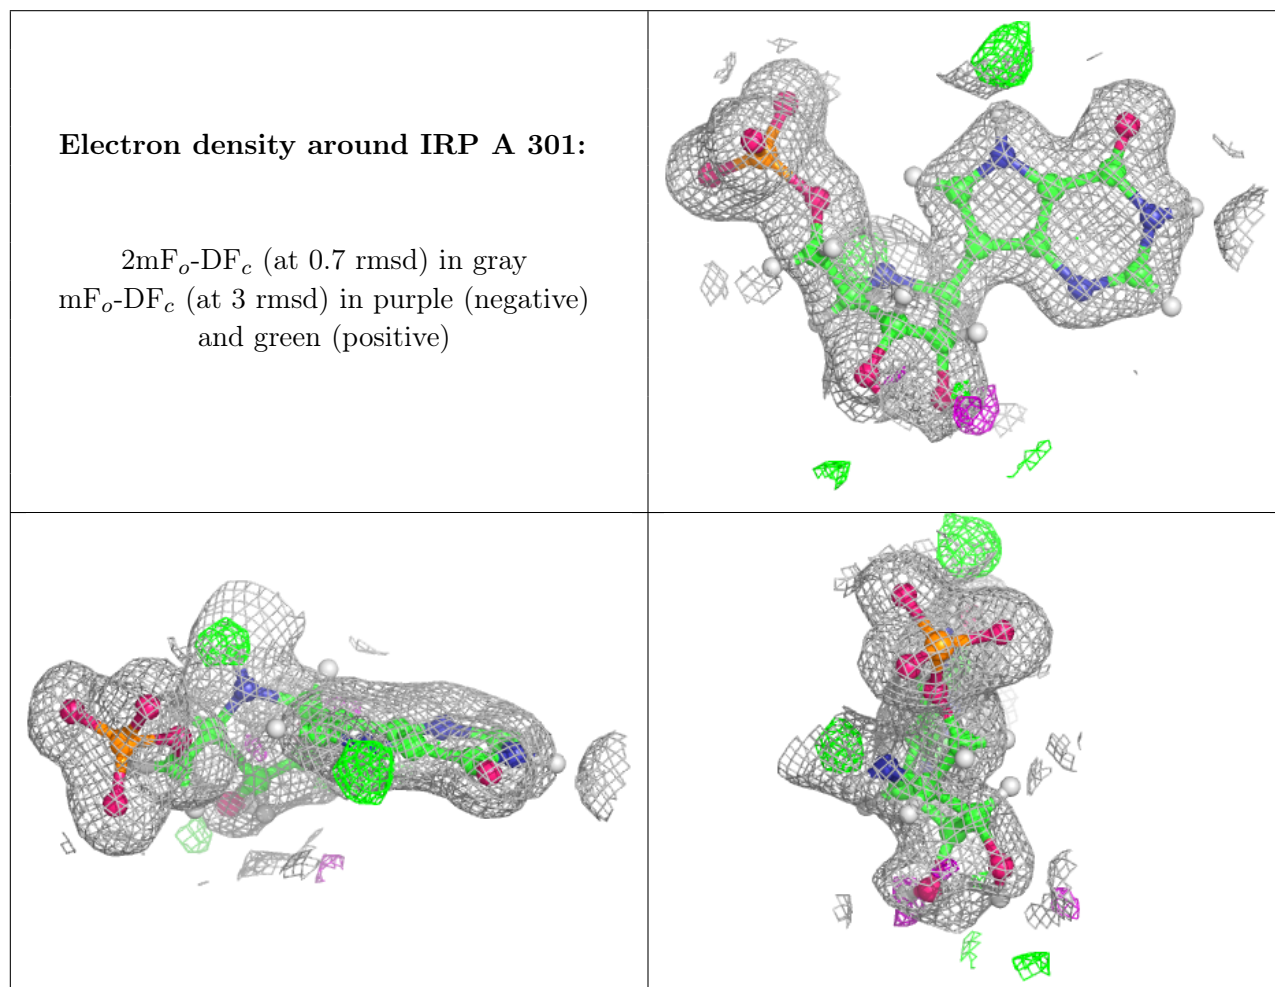 Electron density around IRP A 301:
2mFo-DFc (at 0.7 rmsd) in gray
mFo-DFc (at 3 rmsd) in purple (negative)
and green (positive)